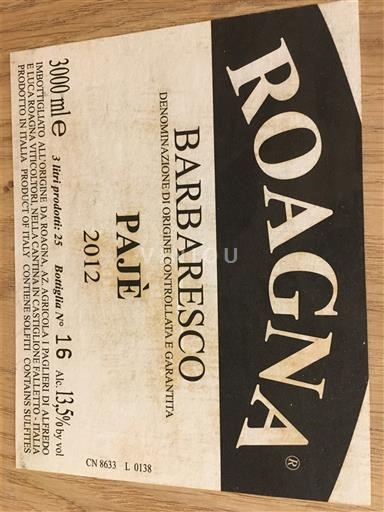 ROAGNA®
BARBARESCO
DENOMINAZIONE DI ORIGINE CONTROLLATA E GARANTITA
PAJÈ
2012
3000 ml e 3 litri prodotti: 25 Bottiglia N° 16 Alc. 13,5% by vol
IMBOTTIGLIATO ALL'ORIGINE DA ROAGNA, AZ. AGRICOLA I PAGLIERI DI ALFREDO
E LUCA ROAGNA VITICOLTORI, NELLA CANTINA IN CASTIGLIONE FALLETTO - ITALIA
PRODOTTO IN ITALIA PRODUCT OF ITALY CONTIENE SOLFITI CONTAINS SULFITES
CN 8633 L 0138